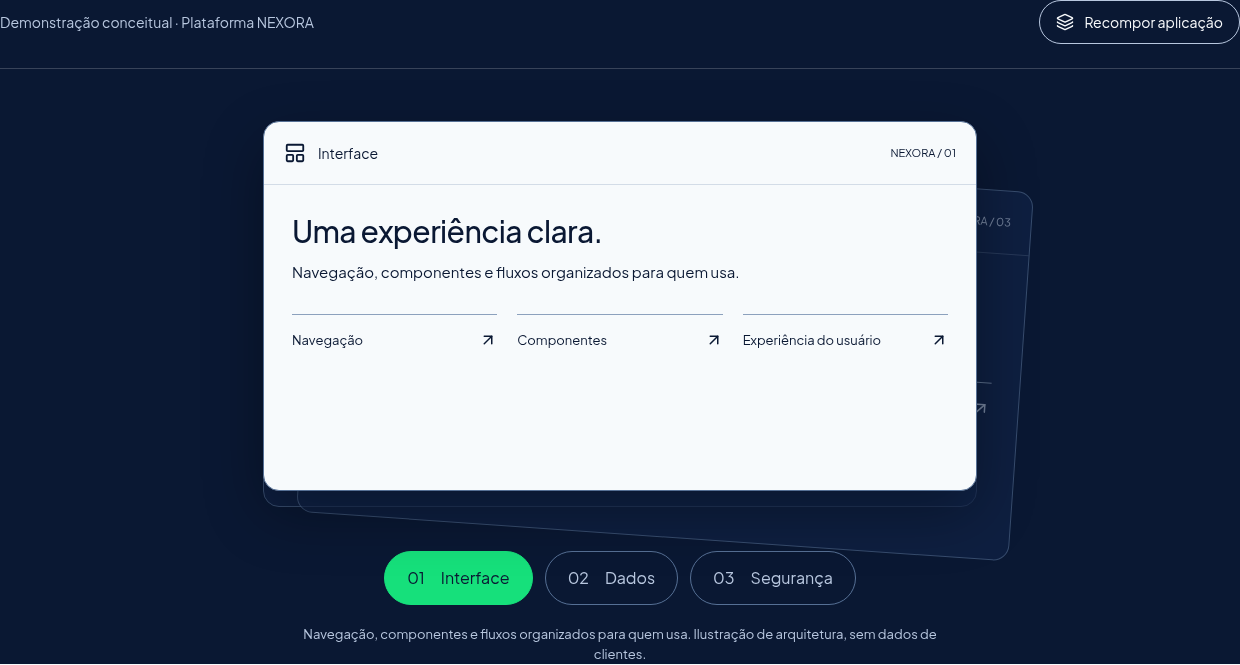 Demonstração conceitual · Plataforma NEXORA
Recompor aplicação
Interface
NEXORA / 01
RA / 03
Uma experiência clara.
Navegação, componentes e fluxos organizados para quem usa.
Navegação
Componentes
Experiência do usuário
01 Interface
02 Dados
03 Segurança
Navegação, componentes e fluxos organizados para quem usa. Ilustração de arquitetura, sem dados de
clientes.